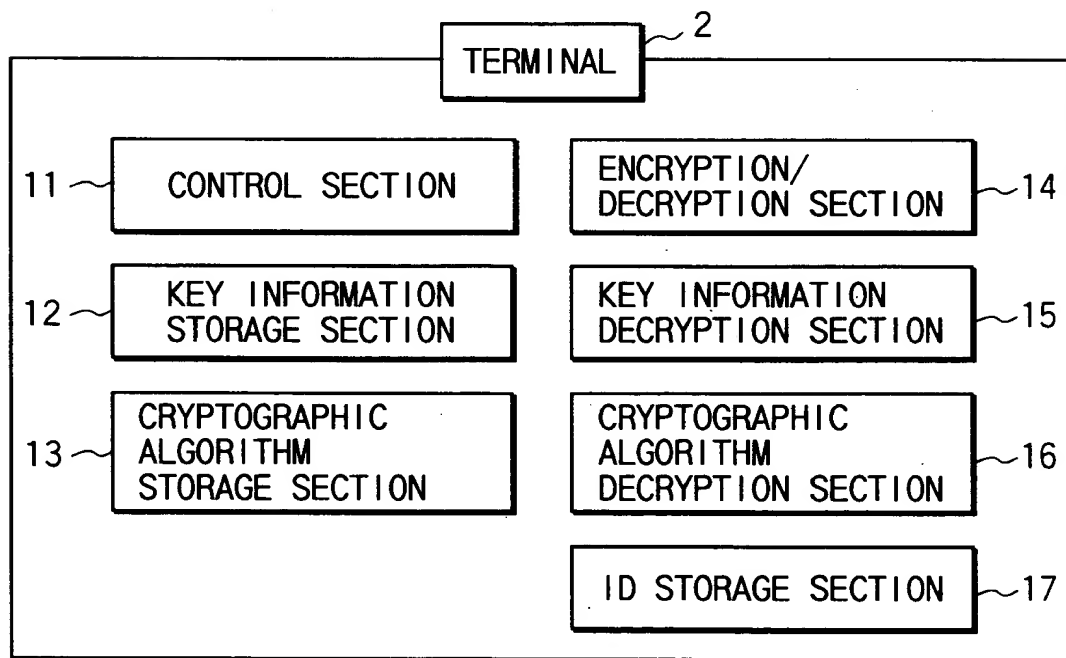 2
TERMINAL
11
CONTROL SECTION
ENCRYPTION/
DECRYPTION SECTION
14
12
KEY INFORMATION
STORAGE SECTION
KEY INFORMATION
DECRYPTION SECTION
15
13
CRYPTOGRAPHIC
ALGORITHM
STORAGE SECTION
CRYPTOGRAPHIC
ALGORITHM
DECRYPTION SECTION
16
ID STORAGE SECTION
17